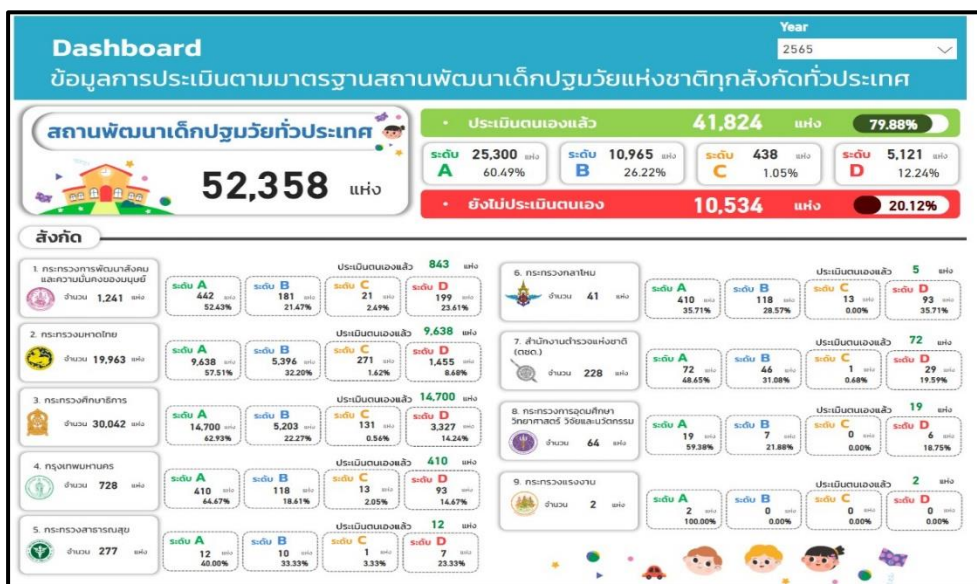 Year
Dashboard
2565
ข้อมูลการประเมินตามมาตรฐานสถานพัฒนาเด็กปฐมวัยแห่งชาติทุกสังกัดทั่วประเทศ
สถานพัฒนาเด็กปฐมวัยทั่วประเทศ
52,358 แห่ง
• ประเมินตนเองแล้ว 41,824 แห่ง 79.88%
ระดับ A 25,300 แห่ง 60.49%
ระดับ B 10,965 แห่ง 26.22%
ระดับ C 438 แห่ง 1.05%
ระดับ D 5,121 แห่ง 12.24%
• ยังไม่ประเมินตนเอง 10,534 แห่ง 20.12%
สังกัด
1. กระทรวงการพัฒนาสังคม
และความมั่นคงของมนุษย์
จำนวน 1,241 แห่ง
ประเมินตนเองแล้ว 843 แห่ง
ระดับ A 442 แห่ง 52.43%
ระดับ B 181 แห่ง 21.47%
ระดับ C 21 แห่ง 2.49%
ระดับ D 199 แห่ง 23.61%
2. กระทรวงมหาดไทย
จำนวน 19,963 แห่ง
ประเมินตนเองแล้ว 9,638 แห่ง
ระดับ A 9,638 แห่ง 57.51%
ระดับ B 5,396 แห่ง 32.20%
ระดับ C 271 แห่ง 1.62%
ระดับ D 1,455 แห่ง 8.68%
3. กระทรวงศึกษาธิการ
จำนวน 30,042 แห่ง
ประเมินตนเองแล้ว 14,700 แห่ง
ระดับ A 14,700 แห่ง 62.93%
ระดับ B 5,203 แห่ง 22.27%
ระดับ C 131 แห่ง 0.56%
ระดับ D 3,327 แห่ง 14.24%
4. กรุงเทพมหานคร
จำนวน 728 แห่ง
ประเมินตนเองแล้ว 410 แห่ง
ระดับ A 410 แห่ง 64.67%
ระดับ B 118 แห่ง 18.61%
ระดับ C 13 แห่ง 2.05%
ระดับ D 93 แห่ง 14.67%
5. กระทรวงสาธารณสุข
จำนวน 277 แห่ง
ประเมินตนเองแล้ว 12 แห่ง
ระดับ A 12 แห่ง 40.00%
ระดับ B 10 แห่ง 33.33%
ระดับ C 1 แห่ง 3.33%
ระดับ D 7 แห่ง 23.33%
6. กระทรวงกลาโหม
จำนวน 41 แห่ง
ประเมินตนเองแล้ว 5 แห่ง
ระดับ A 410 แห่ง 35.71%
ระดับ B 118 แห่ง 28.57%
ระดับ C 13 แห่ง 0.00%
ระดับ D 93 แห่ง 35.71%
7. สำนักงานตำรวจแห่งชาติ
(ตชด.)
จำนวน 228 แห่ง
ประเมินตนเองแล้ว 72 แห่ง
ระดับ A 72 แห่ง 48.65%
ระดับ B 46 แห่ง 31.08%
ระดับ C 1 แห่ง 0.68%
ระดับ D 29 แห่ง 19.59%
8. กระทรวงการอุดมศึกษา
วิทยาศาสตร์ วิจัยและนวัตกรรม
จำนวน 64 แห่ง
ประเมินตนเองแล้ว 19 แห่ง
ระดับ A 19 แห่ง 59.38%
ระดับ B 7 แห่ง 21.88%
ระดับ C 0 แห่ง 0.00%
ระดับ D 6 แห่ง 18.75%
9. กระทรวงแรงงาน
จำนวน 2 แห่ง
ประเมินตนเองแล้ว 2 แห่ง
ระดับ A 2 แห่ง 100.00%
ระดับ B 0 แห่ง 0.00%
ระดับ C 0 แห่ง 0.00%
ระดับ D 0 แห่ง 0.00%